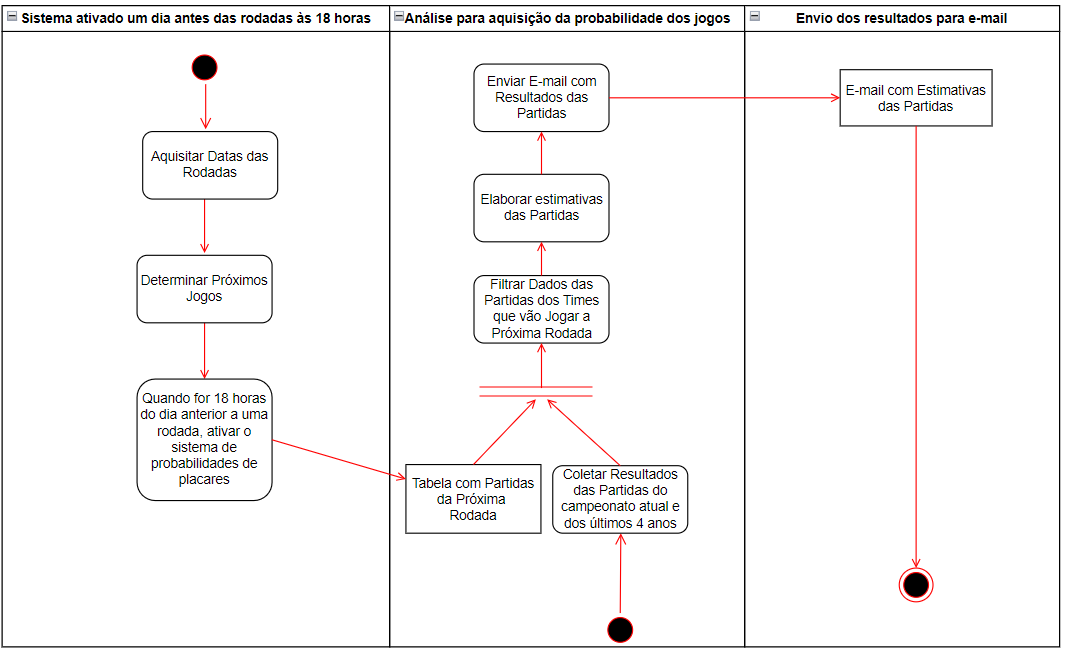 Sistema ativado um dia antes das rodadas às 18 horas
Análise para aquisição da probabilidade dos jogos
Envio dos resultados para e-mail
Aquisitar Datas das
Rodadas
Determinar Próximos
Jogos
Quando for 18 horas
do dia anterior a uma
rodada, ativar o
sistema de
probabilidades de
placares
Enviar E-mail com
Resultados das
Partidas
Elaborar estimativas
das Partidas
Filtrar Dados das
Partidas dos Times
que vão Jogar a
Próxima Rodada
Tabela com Partidas
da Próxima
Rodada
Coletar Resultados
das Partidas do
campeonato atual e
dos últimos 4 anos
E-mail com Estimativas
das Partidas